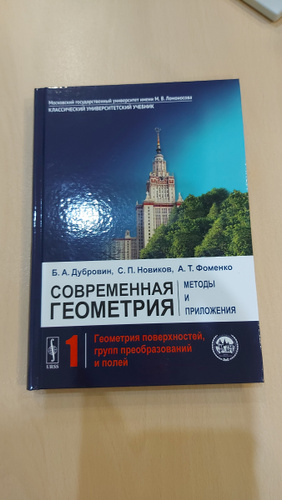 Московский государственный университет имени М. В. Ломоносова
КЛАССИЧЕСКИЙ УНИВЕРСИТЕТСКИЙ УЧЕБНИК
Б. А. Дубровин, С. П. Новиков, А. Т. Фоменко
СОВРЕМЕННАЯ
ГЕОМЕТРИЯ
МЕТОДЫ
И
ПРИЛОЖЕНИЯ
1
Геометрия поверхностей,
групп преобразований
и полей
URSS